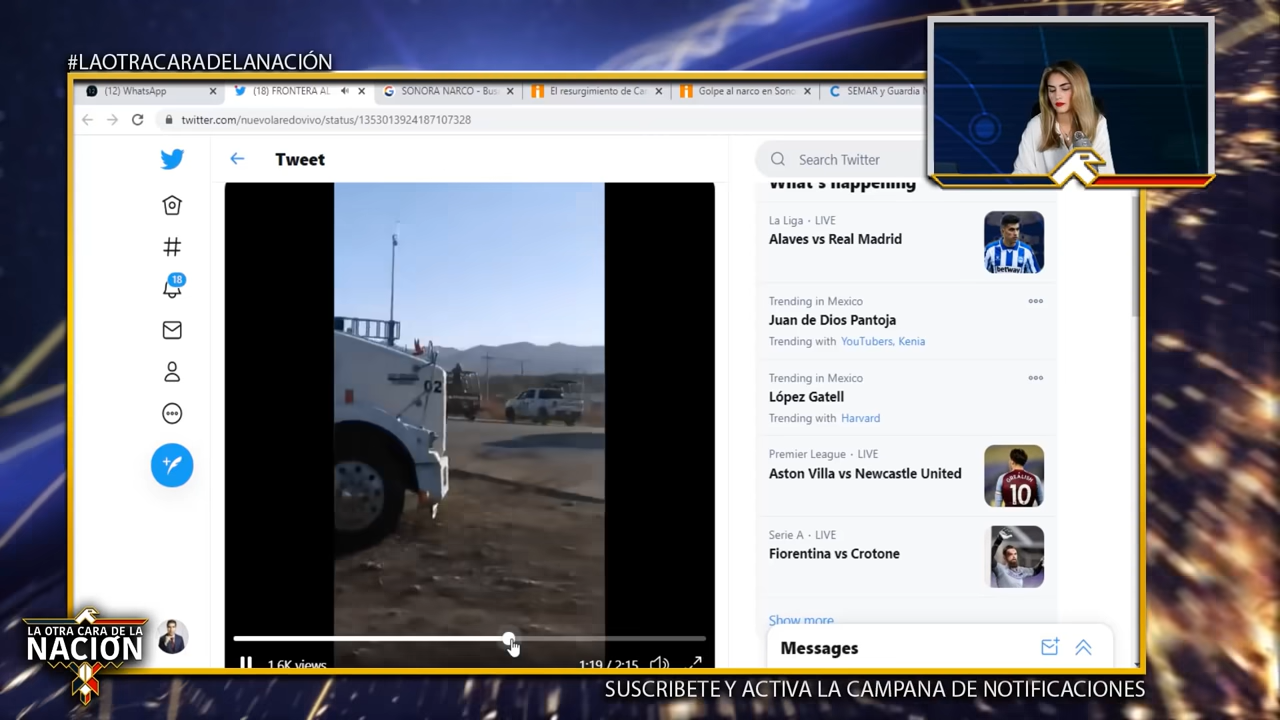 #LAOTRACARADELANACIÓN
(12) WhatsApp
(18) FRONTERA AL
SONORA NARCO - Bus
El resurgimiento de Ca
Golpe al narco en Sono
SEMAR y Guardia N
twitter.com/nuevolaredovivo/status/1353013924187107328
Tweet
Search Twitter
What's happening
La Liga · LIVE
Alaves vs Real Madrid
betway
Trending in Mexico
Juan de Dios Pantoja
Trending with YouTubers, Kenia
Trending in Mexico
López Gatell
Trending with Harvard
Premier League · LIVE
Aston Villa vs Newcastle United
GREALISH
10
Serie A · LIVE
Fiorentina vs Crotone
Show more
Messages
18
02
1.6K views
1:19 / 2:15
LA OTRA CARA DE LA
NACIÓN
SUSCRIBETE Y ACTIVA LA CAMPANA DE NOTIFICACIONES